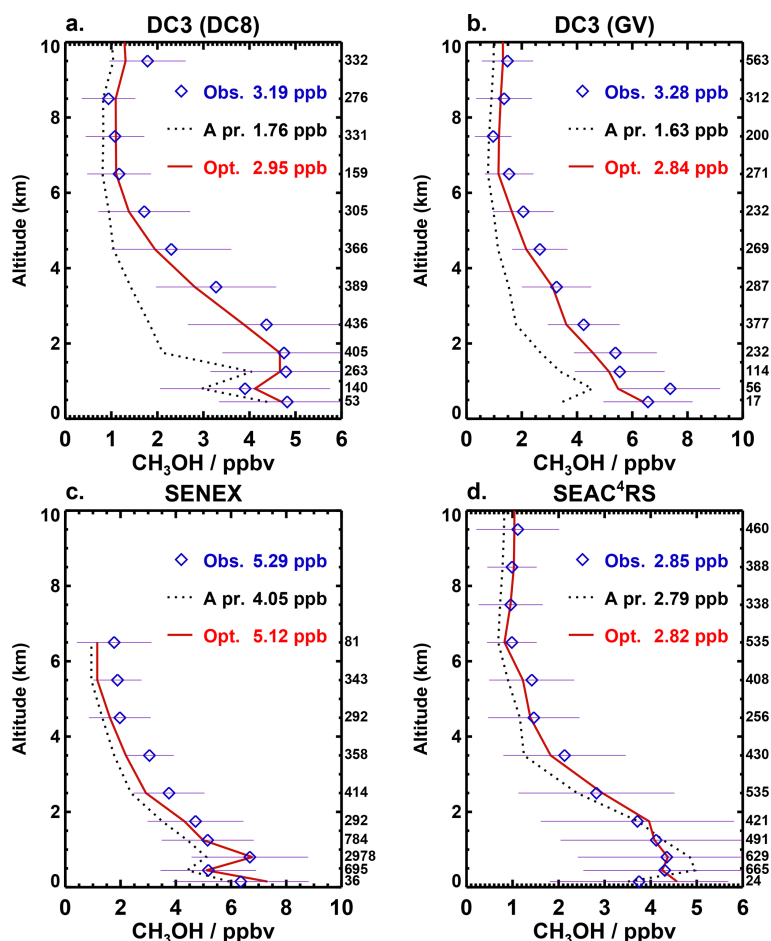 a. DC3 (DC8)
Obs. 3.19 ppb
A pr. 1.76 ppb
Opt. 2.95 ppb
Altitude (km)
10
8
6
4
2
0
332
276
331
159
305
366
389
436
405
263
140
53
0 1 2 3 4 5 6
CH₃OH / ppbv
b. DC3 (GV)
Obs. 3.28 ppb
A pr. 1.63 ppb
Opt. 2.84 ppb
Altitude (km)
10
8
6
4
2
0
563
312
200
271
232
269
287
377
232
114
56
17
0 2 4 6 8 10
CH₃OH / ppbv
c. SENEX
Obs. 5.29 ppb
A pr. 4.05 ppb
Opt. 5.12 ppb
Altitude (km)
10
8
6
4
2
0
81
343
292
358
414
292
784
2978
695
36
0 2 4 6 8 10
CH₃OH / ppbv
d. SEAC⁴RS
Obs. 2.85 ppb
A pr. 2.79 ppb
Opt. 2.82 ppb
Altitude (km)
10
8
6
4
2
0
460
388
338
535
408
256
430
535
421
491
629
665
24
0 1 2 3 4 5 6
CH₃OH / ppbv